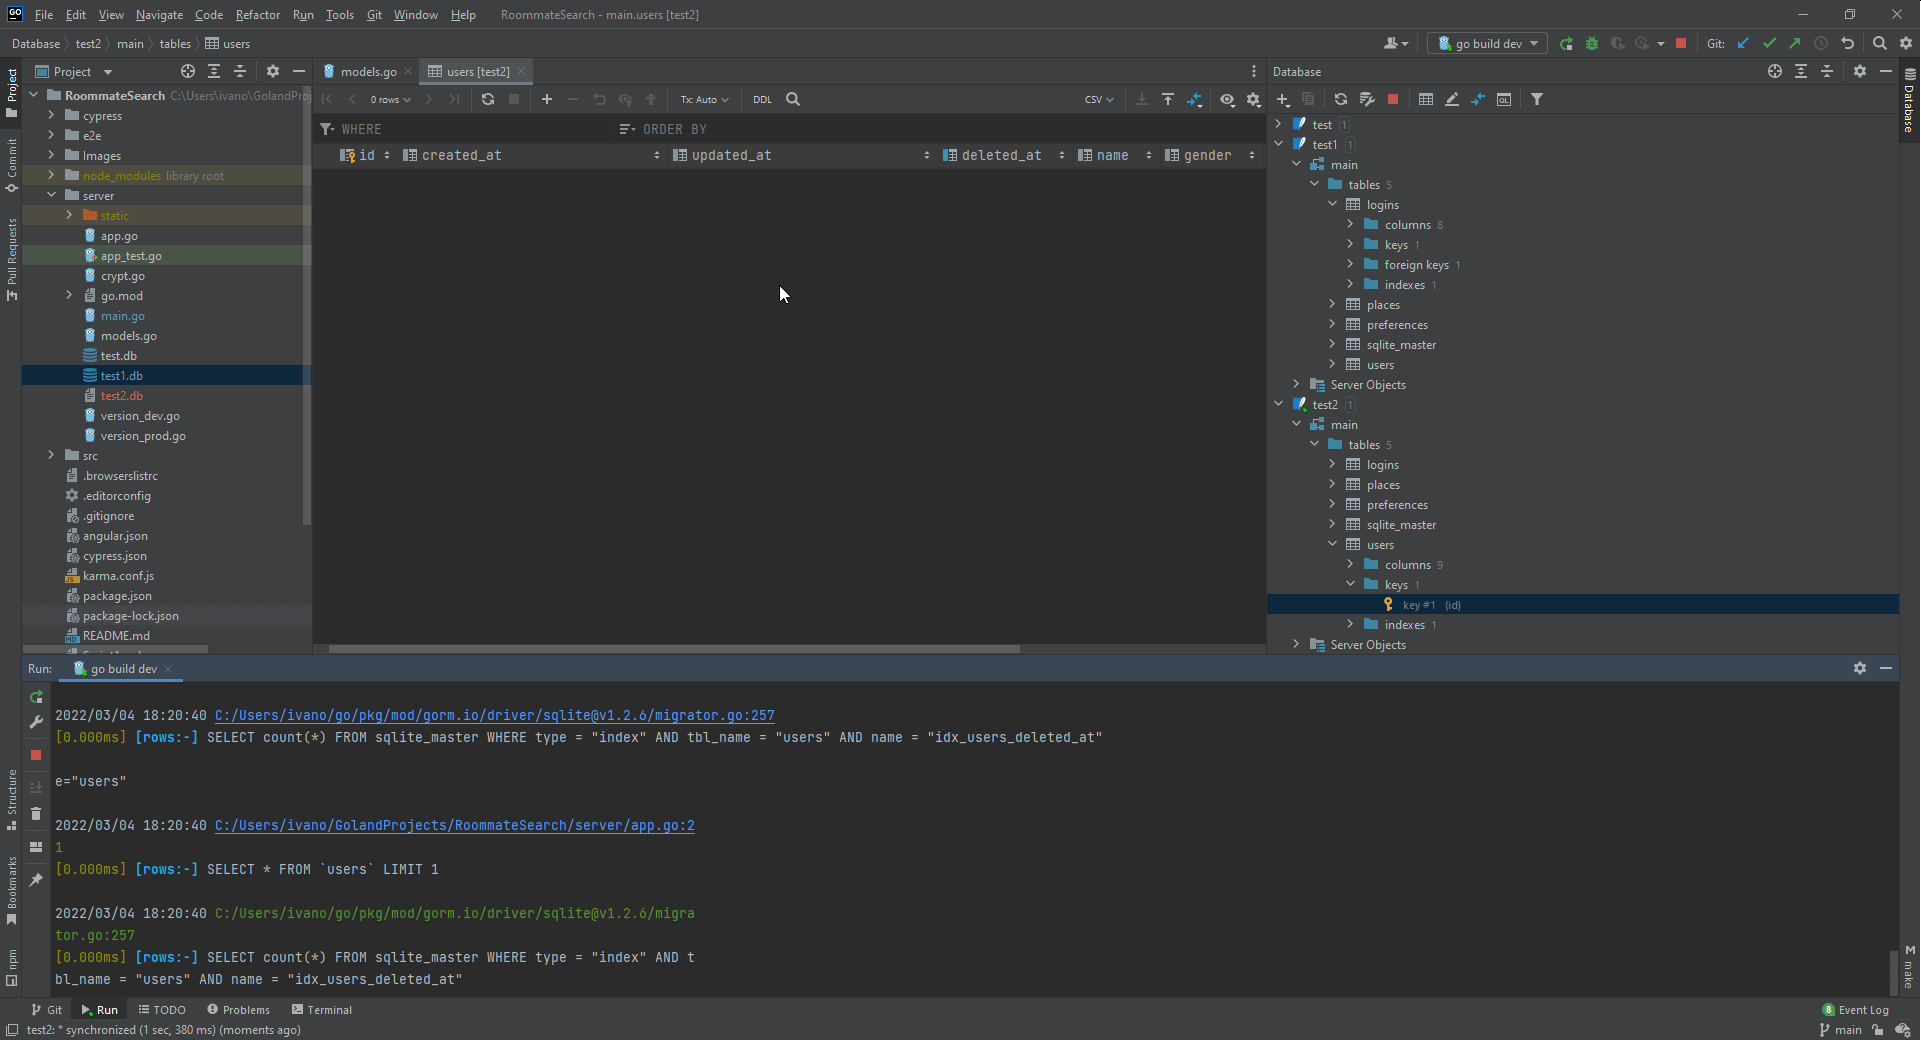 GO File Edit View Navigate Code Refactor Run Tools Git Window Help RoommateSearch - main.users [test2]
Database test2 main tables users
go build dev Git:
Project
models.go users [test2]
Database
RoommateSearch C:\Users\ivano\GolandProj
cypress
e2e
Images
node_modules library root
server
static
app.go
app_test.go
crypt.go
go.mod
main.go
models.go
test.db
test1.db
test2.db
version_dev.go
version_prod.go
src
.browserslistrc
.editorconfig
.gitignore
angular.json
cypress.json
karma.conf.js
package.json
package-lock.json
README.md
0 rows Tx: Auto DDL CSV
WHERE ORDER BY
id created_at updated_at deleted_at name gender
test 1
test1 1
main
tables 5
logins
columns 8
keys 1
foreign keys 1
indexes 1
places
preferences
sqlite_master
users
Server Objects
test2 1
main
tables 5
logins
places
preferences
sqlite_master
users
columns 9
keys 1
key #1 (id)
indexes 1
Server Objects
Project
Commit
Pull Requests
Structure
Bookmarks
npm
Database
make
Run: go build dev
2022/03/04 18:20:40 C:/Users/ivano/go/pkg/mod/gorm.io/driver/sqlite@v1.2.6/migrator.go:257
[0.000ms] [rows:-] SELECT count(*) FROM sqlite_master WHERE type = "index" AND tbl_name = "users" AND name = "idx_users_deleted_at"
e="users"
2022/03/04 18:20:40 C:/Users/ivano/GolandProjects/RoommateSearch/server/app.go:2
1
[0.000ms] [rows:-] SELECT * FROM `users` LIMIT 1
2022/03/04 18:20:40 C:/Users/ivano/go/pkg/mod/gorm.io/driver/sqlite@v1.2.6/migra
tor.go:257
[0.000ms] [rows:-] SELECT count(*) FROM sqlite_master WHERE type = "index" AND t
bl_name = "users" AND name = "idx_users_deleted_at"
Git Run TODO Problems Terminal
8 Event Log
test2: * synchronized (1 sec, 380 ms) (moments ago)
main